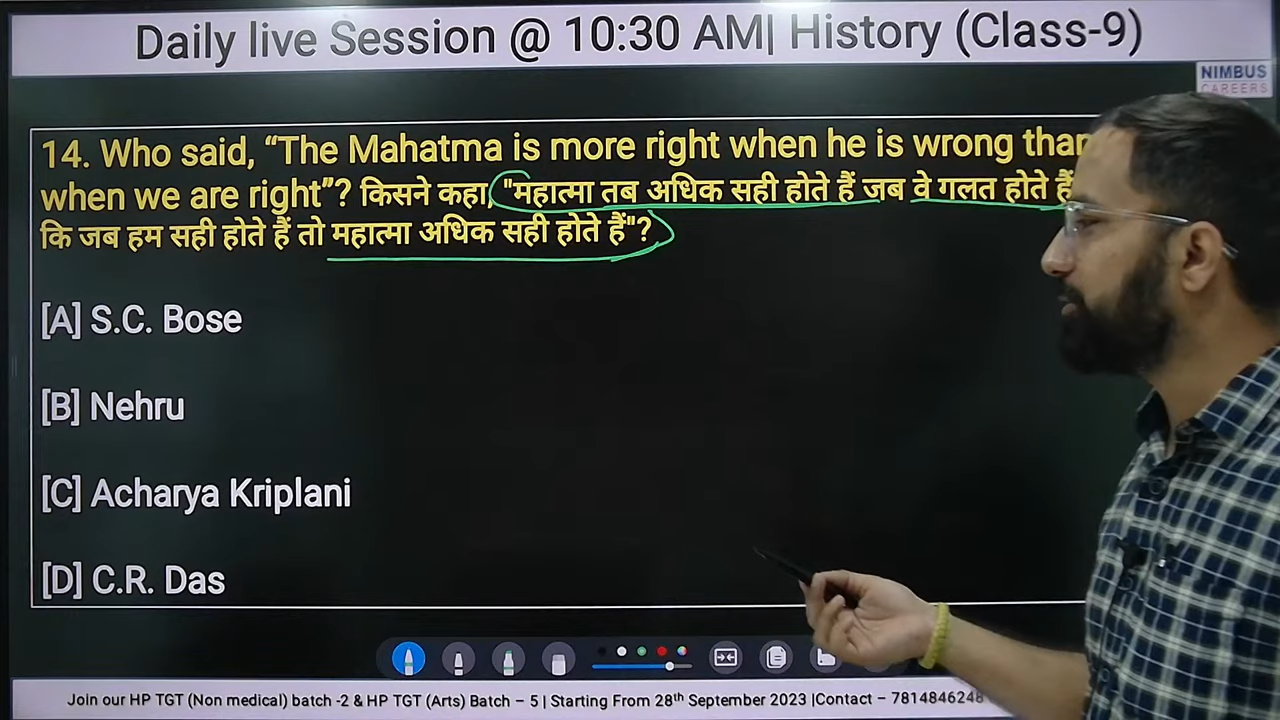 Daily live Session @ 10:30 AM| History (Class-9)
NIMBUS
CAREERS
14. Who said, “The Mahatma is more right when he is wrong than
when we are right”? किसने कहा, "महात्मा तब अधिक सही होते हैं जब वे गलत होते हैं
कि जब हम सही होते हैं तो महात्मा अधिक सही होते हैं"?
[A] S.C. Bose
[B] Nehru
[C] Acharya Kriplani
[D] C.R. Das
Join our HP TGT (Non medical) batch -2 & HP TGT (Arts) Batch – 5 | Starting From 28th September 2023 |Contact – 7814846248